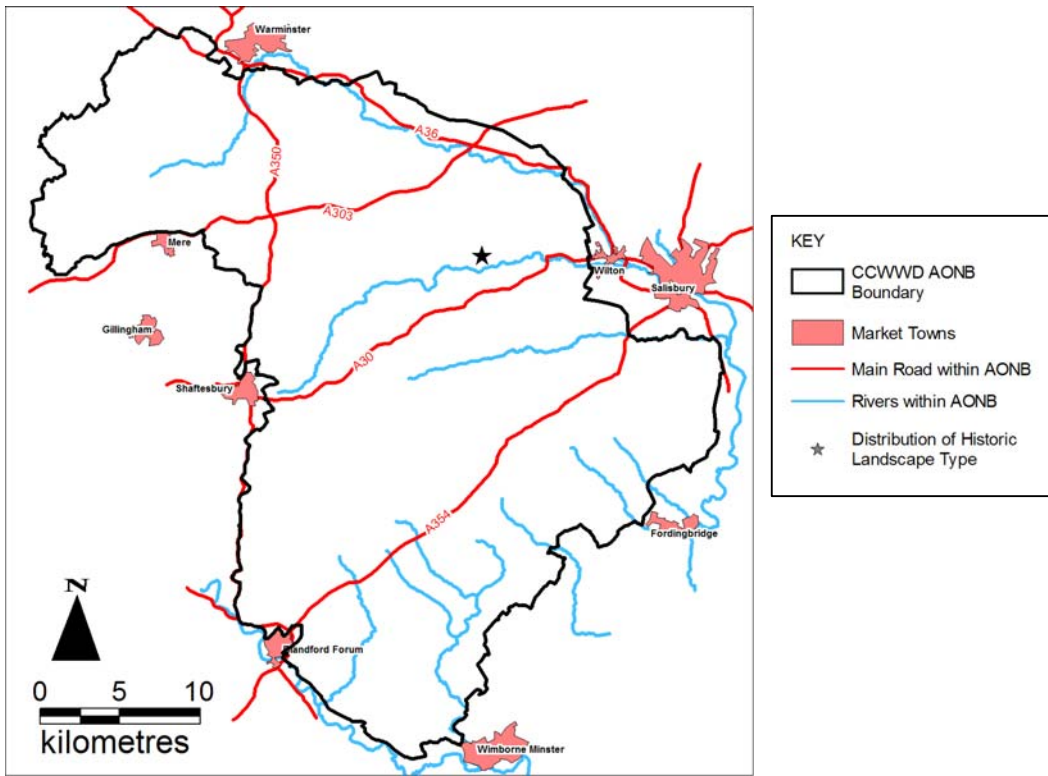 Warminster
A36
A350
A303
Mere
Wilton
Salisbury
Gillingham
A30
Shaftesbury
A354
Fordingbridge
N
Blandford Forum
0 5 10
kilometres
Wimborne Minster
KEY
CCWWD AONB
Boundary
Market Towns
Main Road within AONB
Rivers within AONB
Distribution of Historic
Landscape Type